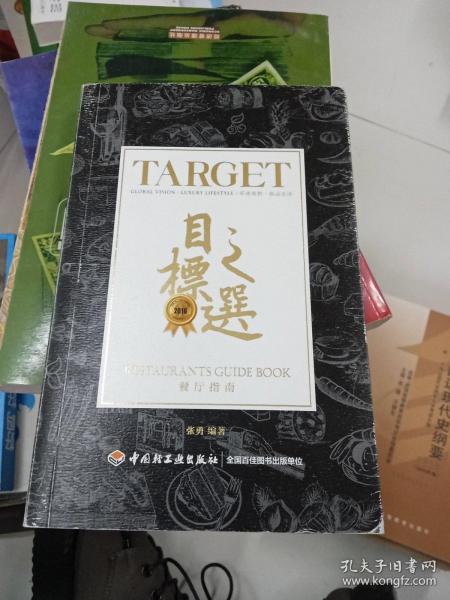 TARGET
GLOBAL VISION · LUXURY LIFESTYLE | 环球视野 · 极品生活
目標之選
2018
RESTAURANTS GUIDE BOOK
餐厅指南
张勇 编著
中国轻工业出版社 全国百佳图书出版单位
现代史纲要
孔夫子旧书网
www.kongfz.com